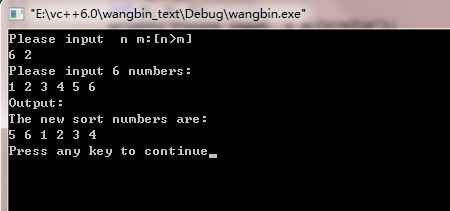 "E:\vc++6.0\wangbin_text\Debug\wangbin.exe"
Please input  n m:[n>m]
6 2
Please input 6 numbers:
1 2 3 4 5 6
Output:
The new sort numbers are:
5 6 1 2 3 4
Press any key to continue_